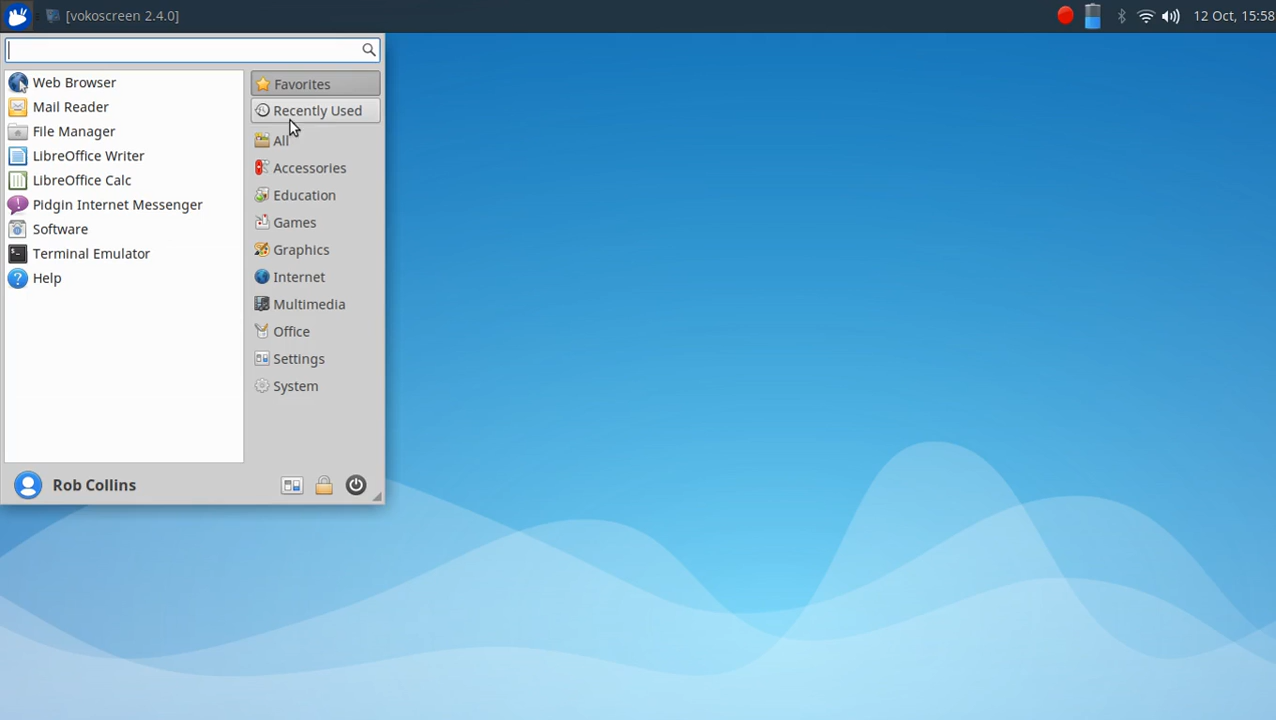 [vokoscreen 2.4.0]
12 Oct, 15:58
Web Browser
Mail Reader
File Manager
LibreOffice Writer
LibreOffice Calc
Pidgin Internet Messenger
Software
Terminal Emulator
Help
Favorites
Recently Used
All
Accessories
Education
Games
Graphics
Internet
Multimedia
Office
Settings
System
Rob Collins